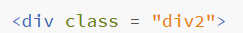 <div class = "div2">